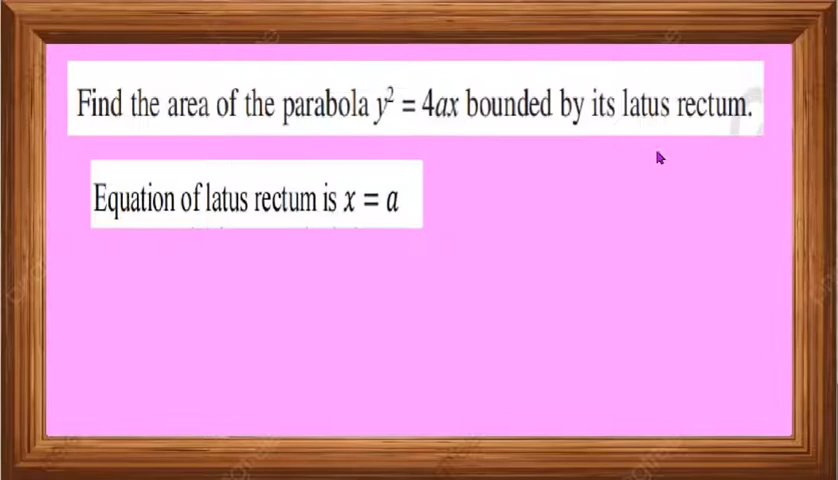 Find the area of the parabola y² = 4ax bounded by its latus rectum.
Equation of latus rectum is x = a